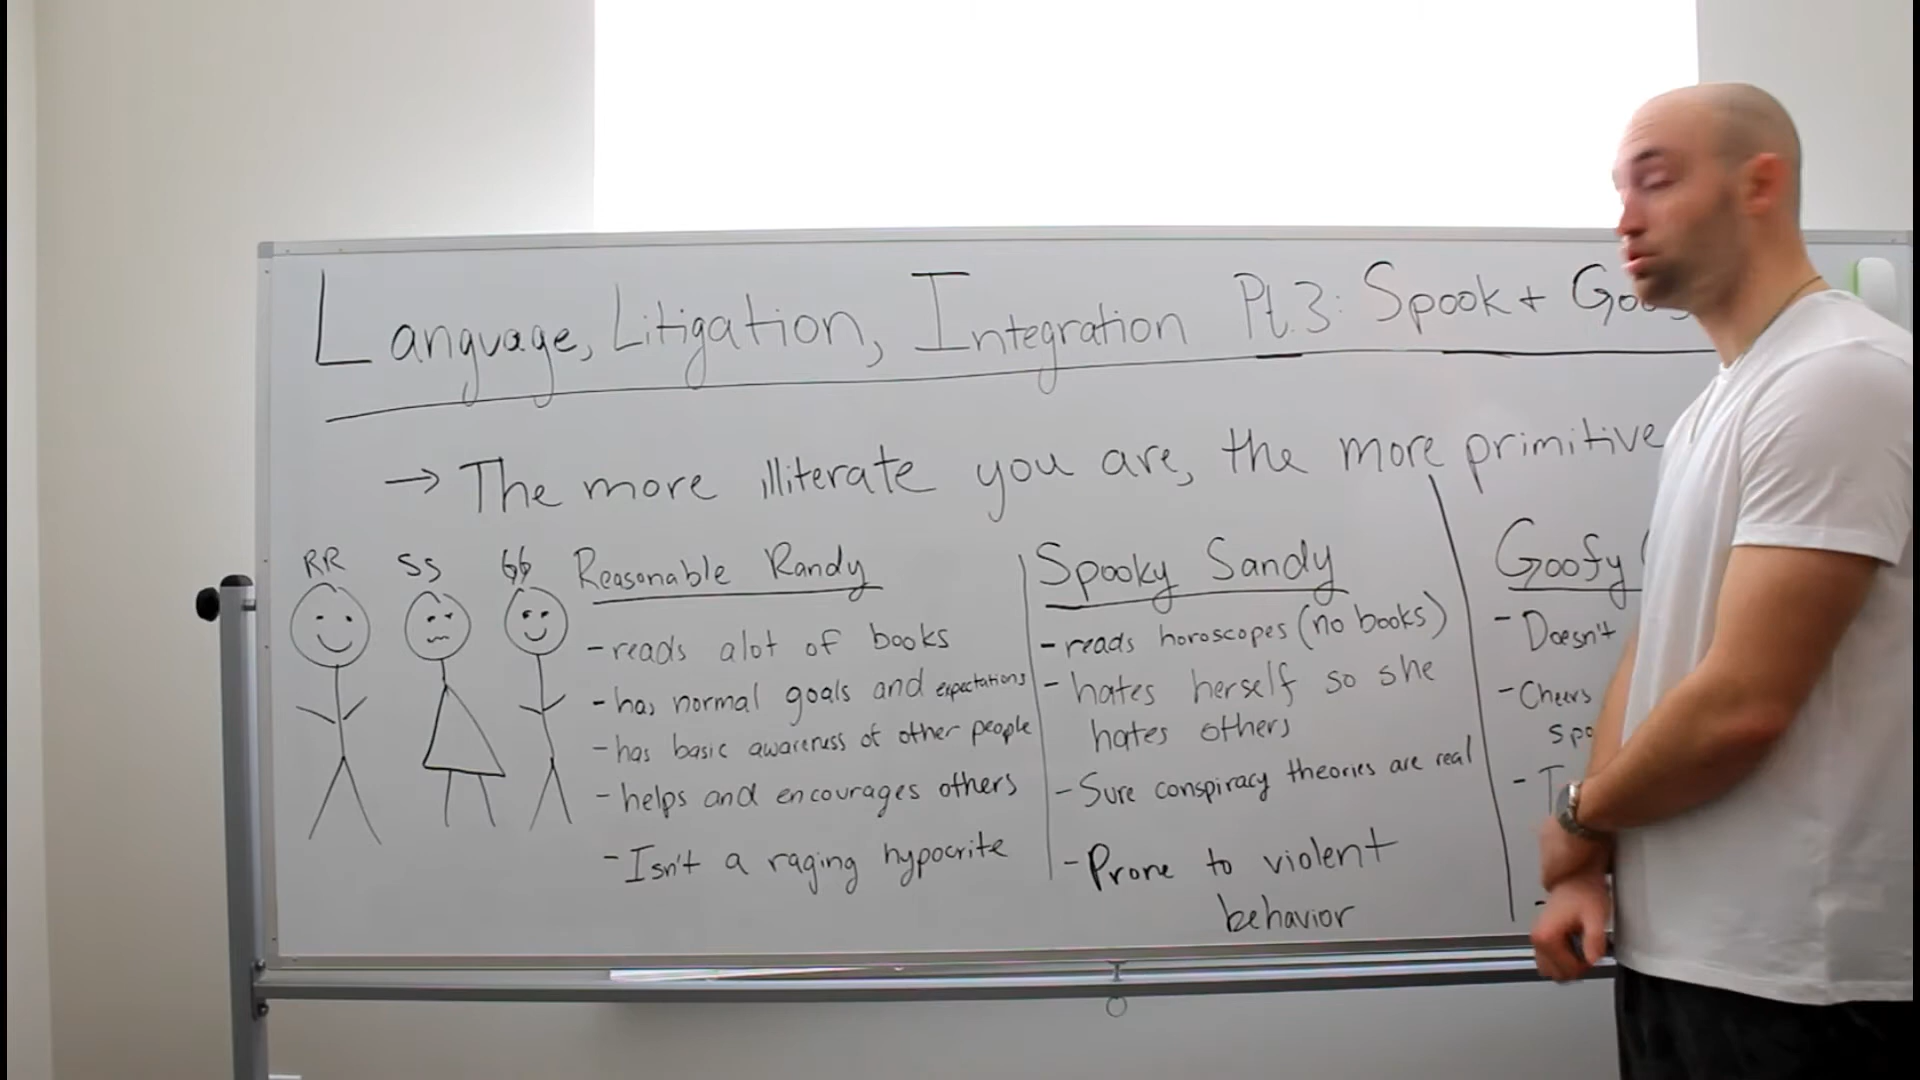 Language, Litigation, Integration Pt.3: Spook +
→ The more illiterate you are, the more primitive
RR SS GG
Reasonable Randy
- reads alot of books
- has normal goals and expectations
- has basic awareness of other people
- helps and encourages others
- Isn't a raging hypocrite
Spooky Sandy
- reads horoscopes (no books)
- hates herself so she
hates others
- Sure conspiracy theories are real
- Prone to violent
behavior
Goofy
- Doesn't
- Cheers